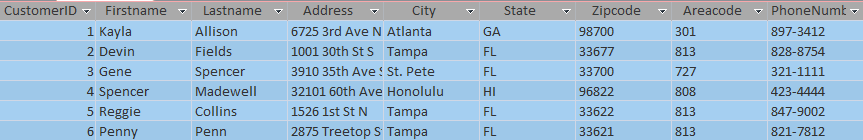 CustomerID Firstname Lastname Address City State Zipcode Areacode PhoneNumb
1 Kayla Allison 6725 3rd Ave N Atlanta GA 98700 301 897-3412
2 Devin Fields 1001 30th St S Tampa FL 33677 813 828-8754
3 Gene Spencer 3910 35th Ave S St. Pete FL 33700 727 321-1111
4 Spencer Madewell 32101 60th Ave Honolulu HI 96822 808 423-4444
5 Reggie Collins 1526 1st St N Tampa FL 33622 813 847-9002
6 Penny Penn 2875 Treetop S Tampa FL 33621 813 821-7812